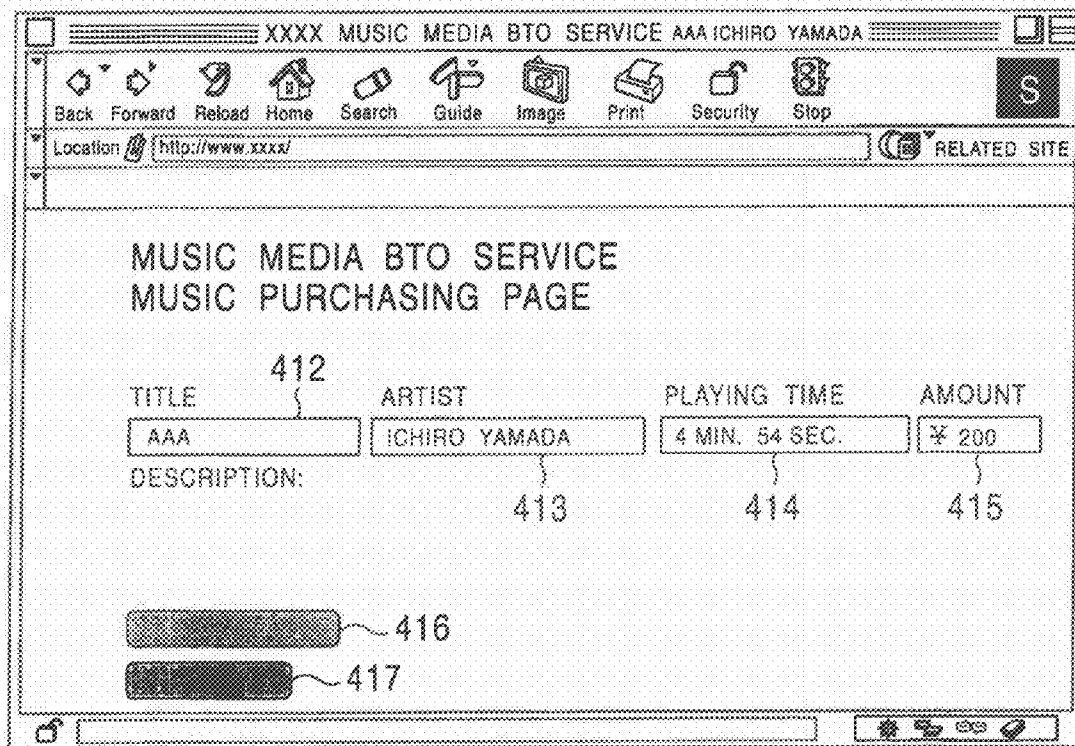 XXXX MUSIC MEDIA BTO SERVICE AAA ICHIRO YAMADA
Back Forward Reload Home Search Guide Image Print Security Stop
S
Location http://www.xxxx/ RELATED SITE
MUSIC MEDIA BTO SERVICE
MUSIC PURCHASING PAGE
412
TITLE ARTIST PLAYING TIME AMOUNT
AAA ICHIRO YAMADA 4 MIN. 54 SEC. ¥ 200
DESCRIPTION:
413 414 415
416
417